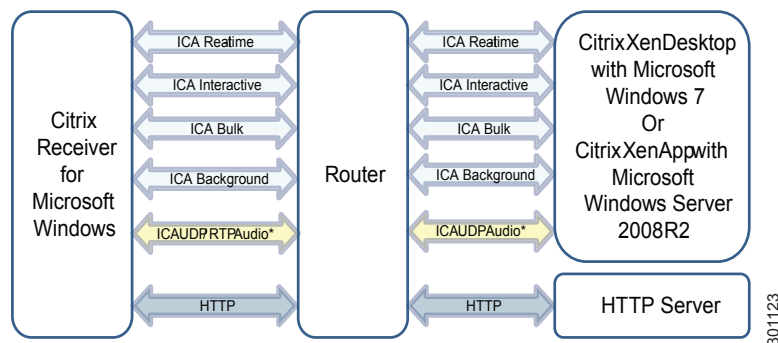 Citrix
Receiver
for
Microsoft
Windows
ICA Realtime
ICA Interactive
ICA Bulk
ICA Background
ICAUDP/RTPAudio*
HTTP
Router
ICA Realtime
ICA Interactive
ICA Bulk
ICA Background
ICAUDPAudio*
HTTP
CitrixXenDesktop
with Microsoft
Windows 7
Or
CitrixXenAppwith
Microsoft
Windows Server
2008R2
HTTP Server
301123